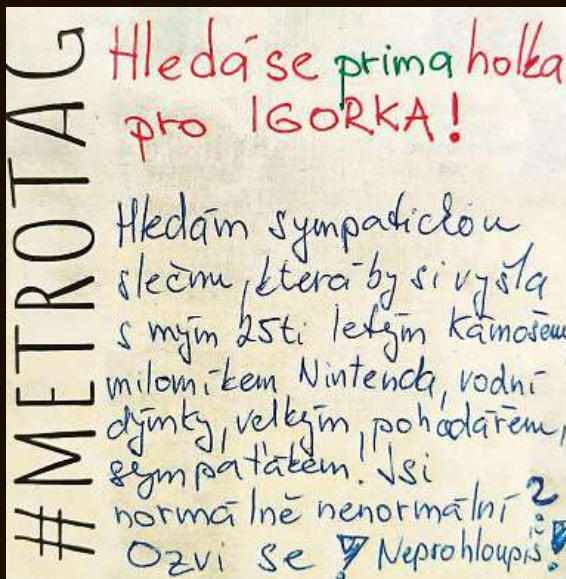 #METROTAG
Hledá se prima holka
pro IGORKA!
Hledám sympatickou
slečnu, která by si vyšla
s mým 25ti letým kámošem,
milovníkem Nintenda, vodní
dýmky, velkým pohodářem,
sympaťákem! Jsi
normálně nenormální?
Ozvi se! Neprohloupíš!